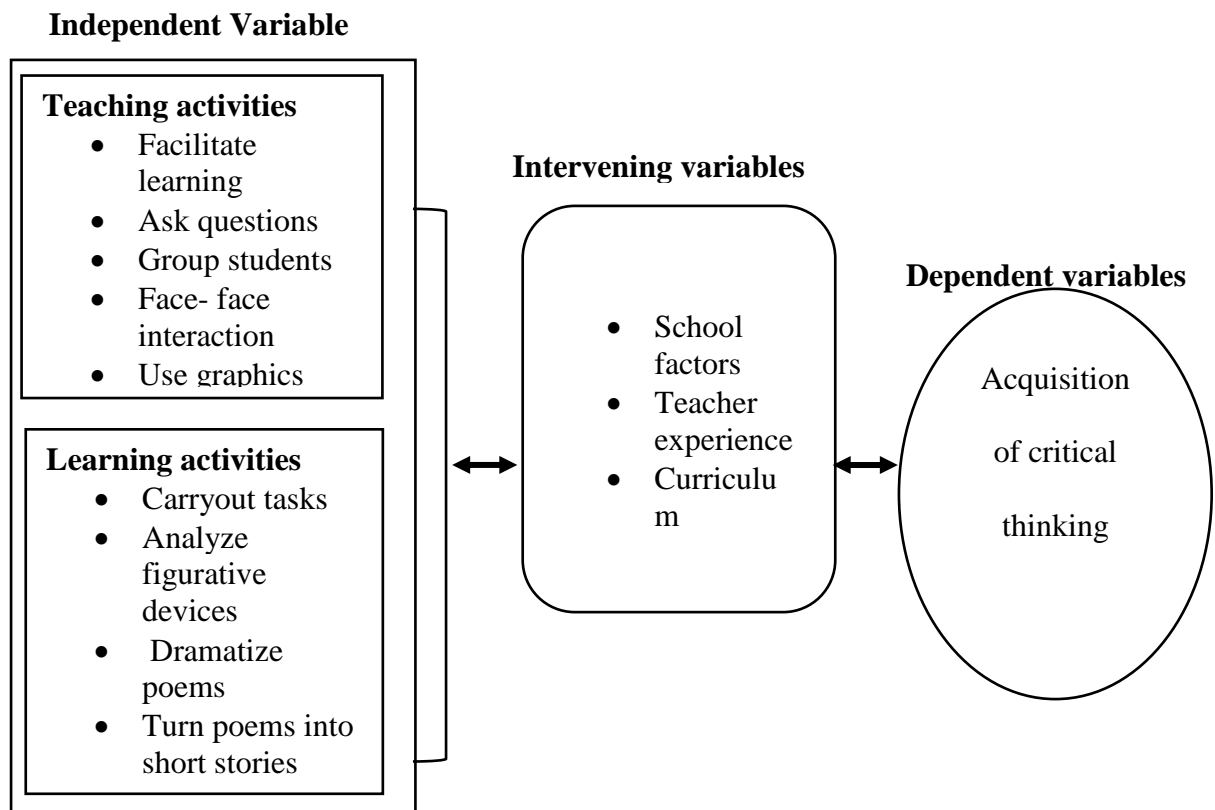 Independent Variable
Teaching activities
• Facilitate
learning
• Ask questions
• Group students
• Face- face
interaction
• Use graphics
Learning activities
• Carryout tasks
• Analyze
figurative
devices
• Dramatize
poems
• Turn poems into
short stories
Intervening variables
• School
factors
• Teacher
experience
• Curriculu
m
Dependent variables
Acquisition
of critical
thinking